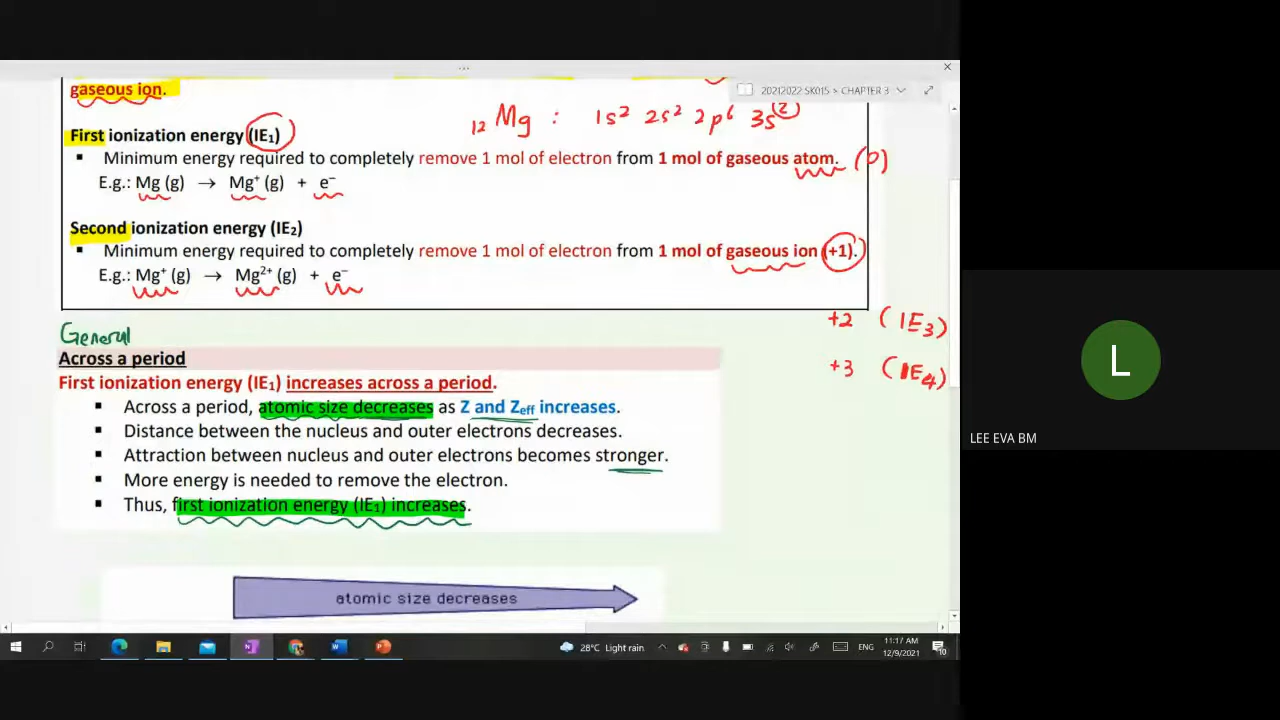 gaseous ion.
20212022 SK015 > CHAPTER 3
12 Mg : 1s² 2s² 2p⁶ 3s²
First ionization energy (IE₁)
▪ Minimum energy required to completely remove 1 mol of electron from 1 mol of gaseous atom. (0)
E.g.: Mg (g) → Mg⁺ (g) + e⁻
Second ionization energy (IE₂)
▪ Minimum energy required to completely remove 1 mol of electron from 1 mol of gaseous ion (+1).
E.g.: Mg⁺ (g) → Mg²⁺ (g) + e⁻
+2 (IE₃)
General
Across a period
+3 (IE₄)
First ionization energy (IE₁) increases across a period.
▪ Across a period, atomic size decreases as Z and Zeff increases.
▪ Distance between the nucleus and outer electrons decreases.
▪ Attraction between nucleus and outer electrons becomes stronger.
▪ More energy is needed to remove the electron.
▪ Thus, first ionization energy (IE₁) increases.
atomic size decreases
L
LEE EVA BM
28°C Light rain
ENG
11:17 AM
12/9/2021
10